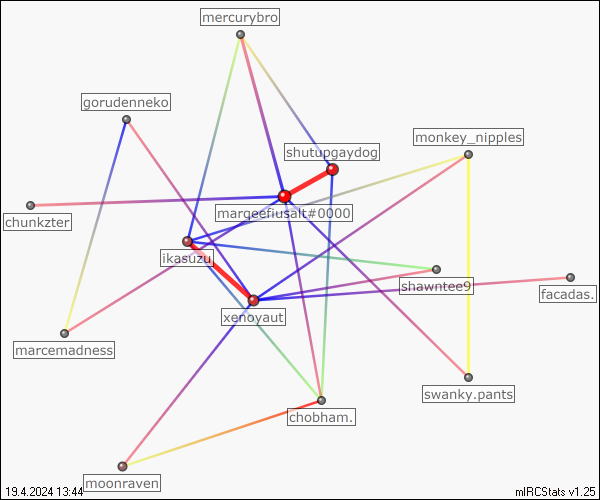 mercurybro
gorudenneko
shutupgaydog
monkey_nipples
marqeefiusalt#0000
chunkzter
ikasuzu
shawntee9
facadas.
xenoyaut
marcemadness
swanky.pants
chobham.
moonraven
19.4.2024 13:44
mIRCStats v1.25